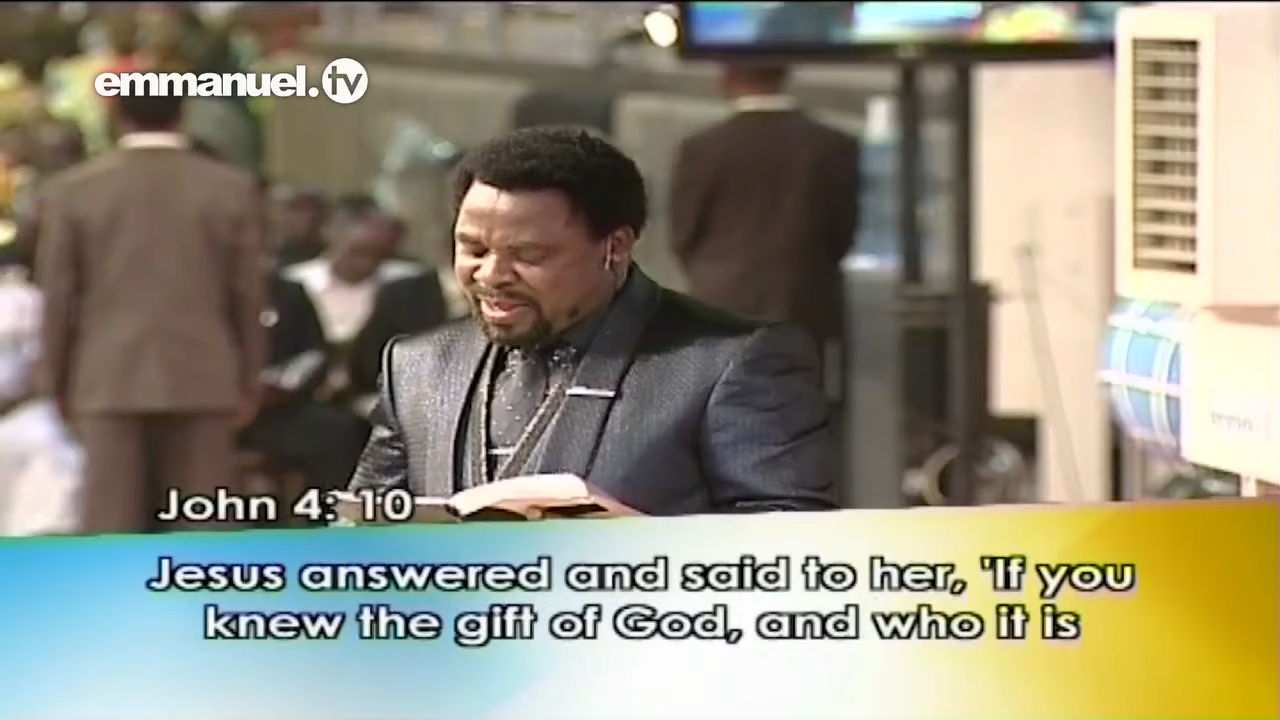 emmanuel.tv
John 4: 10
Jesus answered and said to her, 'If you
knew the gift of God, and who it is